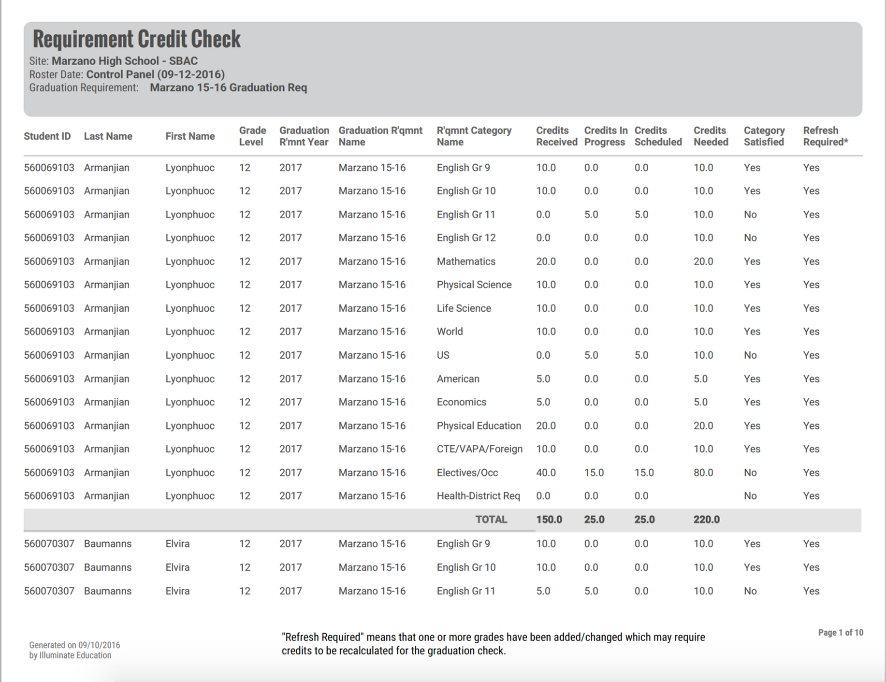 Requirement Credit Check
Site: Marzano High School - SBAC
Roster Date: Control Panel (09-12-2016)
Graduation Requirement: Marzano 15-16 Graduation Req
Student ID Last Name First Name Grade Level Graduation R'mnt Year Graduation R'qmnt Name R'qmnt Category Name Credits Received Credits In Progress Credits Scheduled Credits Needed Category Satisfied Refresh Required*
560069103 Armanjian Lyonphuoc 12 2017 Marzano 15-16 English Gr 9 10.0 0.0 0.0 10.0 Yes Yes
560069103 Armanjian Lyonphuoc 12 2017 Marzano 15-16 English Gr 10 10.0 0.0 0.0 10.0 Yes Yes
560069103 Armanjian Lyonphuoc 12 2017 Marzano 15-16 English Gr 11 0.0 5.0 5.0 10.0 No Yes
560069103 Armanjian Lyonphuoc 12 2017 Marzano 15-16 English Gr 12 0.0 0.0 0.0 10.0 No Yes
560069103 Armanjian Lyonphuoc 12 2017 Marzano 15-16 Mathematics 20.0 0.0 0.0 20.0 Yes Yes
560069103 Armanjian Lyonphuoc 12 2017 Marzano 15-16 Physical Science 10.0 0.0 0.0 10.0 Yes Yes
560069103 Armanjian Lyonphuoc 12 2017 Marzano 15-16 Life Science 10.0 0.0 0.0 10.0 Yes Yes
560069103 Armanjian Lyonphuoc 12 2017 Marzano 15-16 World 10.0 0.0 0.0 10.0 Yes Yes
560069103 Armanjian Lyonphuoc 12 2017 Marzano 15-16 US 0.0 5.0 5.0 10.0 No Yes
560069103 Armanjian Lyonphuoc 12 2017 Marzano 15-16 American 5.0 0.0 0.0 5.0 Yes Yes
560069103 Armanjian Lyonphuoc 12 2017 Marzano 15-16 Economics 5.0 0.0 0.0 5.0 Yes Yes
560069103 Armanjian Lyonphuoc 12 2017 Marzano 15-16 Physical Education 20.0 0.0 0.0 20.0 Yes Yes
560069103 Armanjian Lyonphuoc 12 2017 Marzano 15-16 CTE/VAPA/Foreign 10.0 0.0 0.0 10.0 Yes Yes
560069103 Armanjian Lyonphuoc 12 2017 Marzano 15-16 Electives/Occ 40.0 15.0 15.0 80.0 No Yes
560069103 Armanjian Lyonphuoc 12 2017 Marzano 15-16 Health-District Req 0.0 0.0 0.0 No Yes
TOTAL 150.0 25.0 25.0 220.0
560070307 Baumanns Elvira 12 2017 Marzano 15-16 English Gr 9 10.0 0.0 0.0 10.0 Yes Yes
560070307 Baumanns Elvira 12 2017 Marzano 15-16 English Gr 10 10.0 0.0 0.0 10.0 Yes Yes
560070307 Baumanns Elvira 12 2017 Marzano 15-16 English Gr 11 5.0 5.0 0.0 10.0 No Yes
Page 1 of 10
"Refresh Required" means that one or more grades have been added/changed which may require
credits to be recalculated for the graduation check.
Generated on 09/10/2016
by Illuminate Education